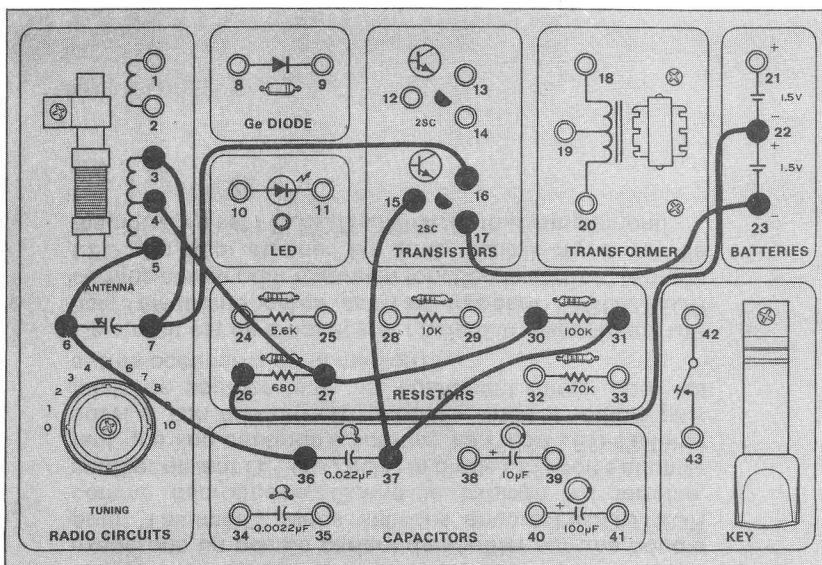 1
2
3
4
5
ANTENNA
6
7
0
1
2
3
4
6
7
8
10
TUNING
RADIO CIRCUITS
8
9
Ge DIODE
10
11
LED
12
13
14
2SC
15
16
17
2SC
TRANSISTORS
18
19
20
TRANSFORMER
+
21
1.5V
-
22
+
1.5V
23
-
BATTERIES
24
5.6K
25
28
10K
29
30
100K
31
26
680
27
RESISTORS
32
470K
33
36
0.022μF
37
+
38
10μF
39
34
0.0022μF
35
+
40
100μF
41
CAPACITORS
42
43
KEY